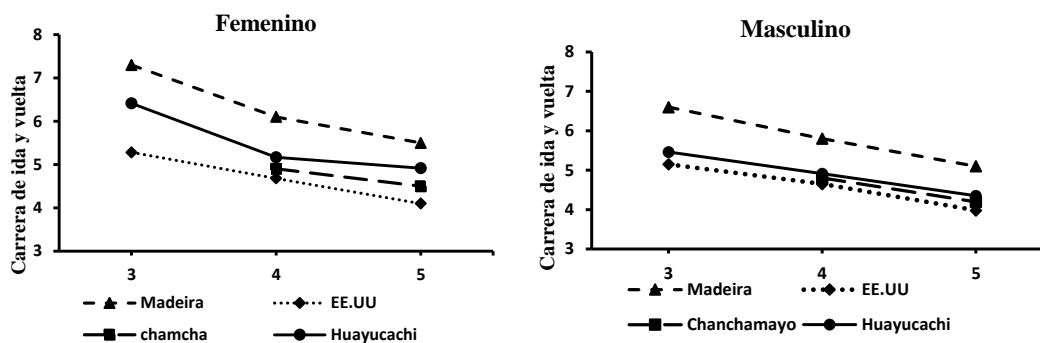 Femenino
Carrera de ida y vuelta
8
7
6
5
4
3
3 4 5
Madeira EE.UU
chamcha Huayucachi
Masculino
Carrera de ida y vuelta
8
7
6
5
4
3
3 4 5
Madeira EE.UU
Chanchamayo Huayucachi